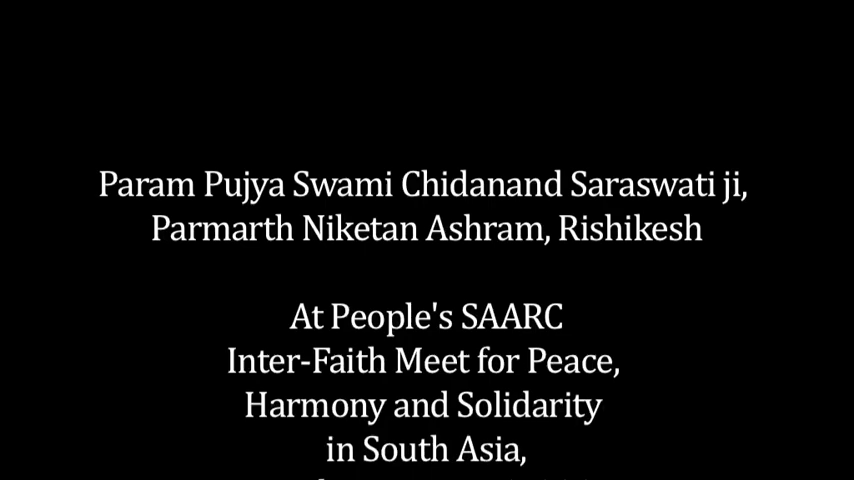 Param Pujya Swami Chidanand Saraswati ji,
Parmarth Niketan Ashram, Rishikesh
At People's SAARC
Inter-Faith Meet for Peace,
Harmony and Solidarity
in South Asia,